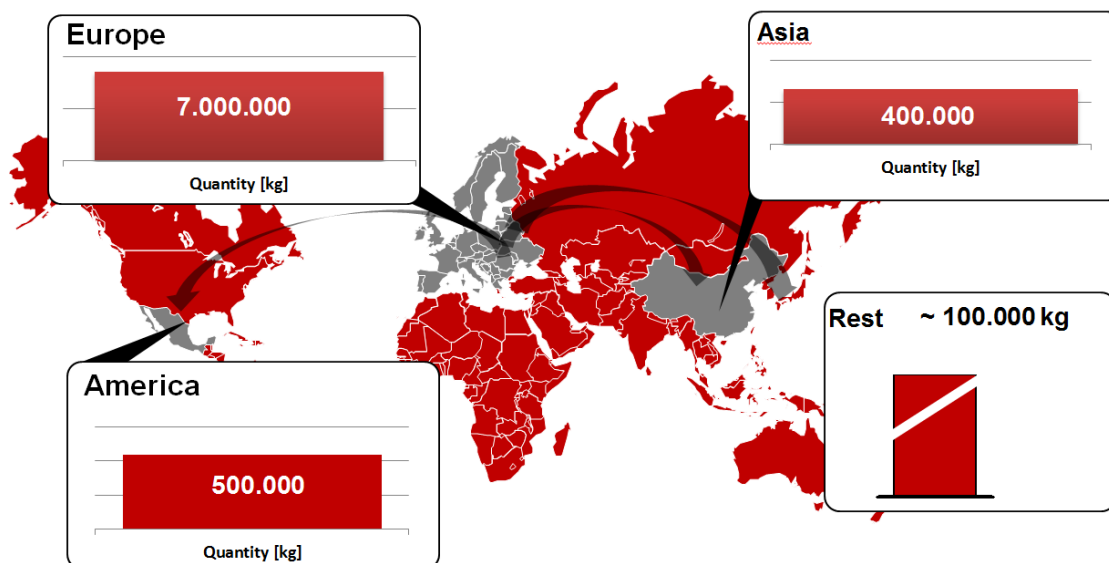 Europe
7.000.000
Quantity [kg]
Asia
400.000
Quantity [kg]
Rest ~ 100.000 kg
America
500.000
Quantity [kg]